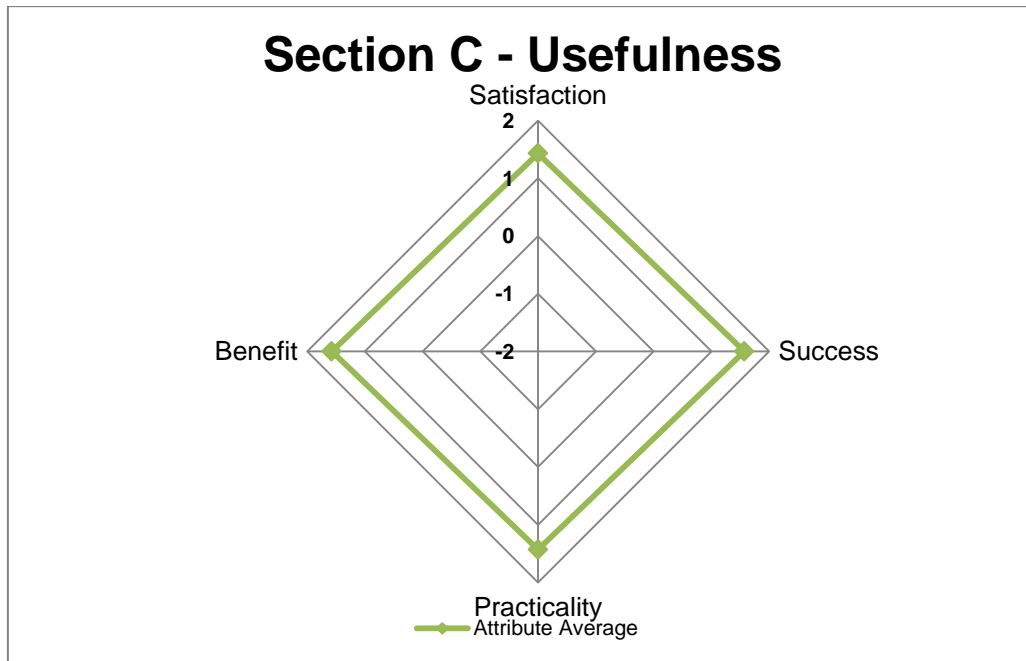 Section C - Usefulness
Satisfaction
2
1
0
-1
Benefit -2 Success
Practicality
Attribute Average